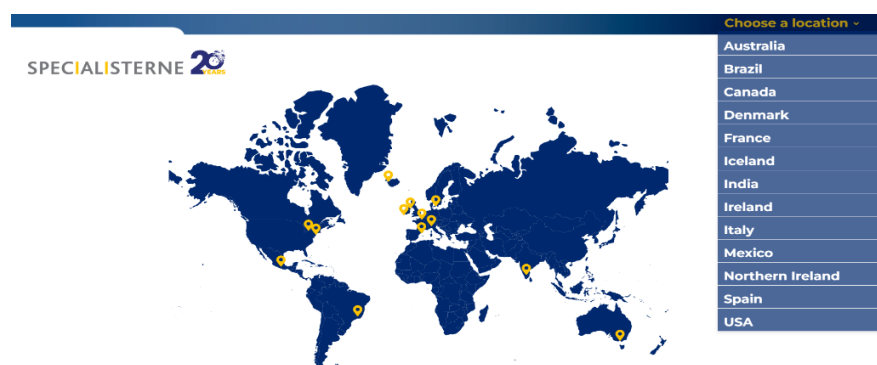 Choose a location
SPECIALISTERNE 20 YEARS
Australia
Brazil
Canada
Denmark
France
Iceland
India
Ireland
Italy
Mexico
Northern Ireland
Spain
USA